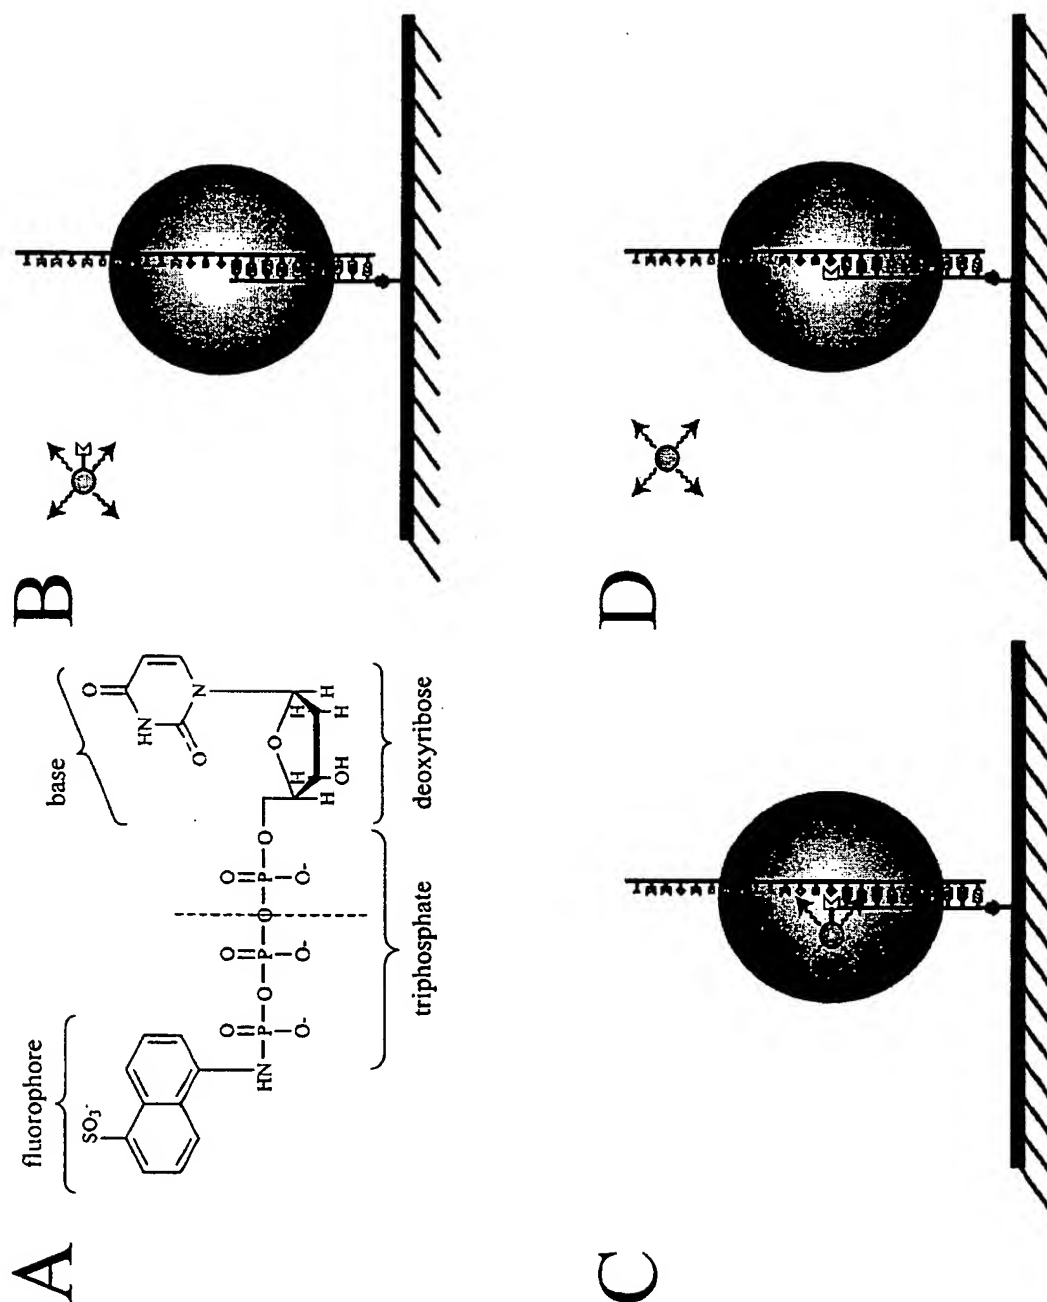 A
fluorophore
base
SO₃⁻
O
HN
N
O
O O O
HN P O P O P O
O- O- O-
O
H H
H H
H OH H
triphosphate
deoxyribose
B
C
D